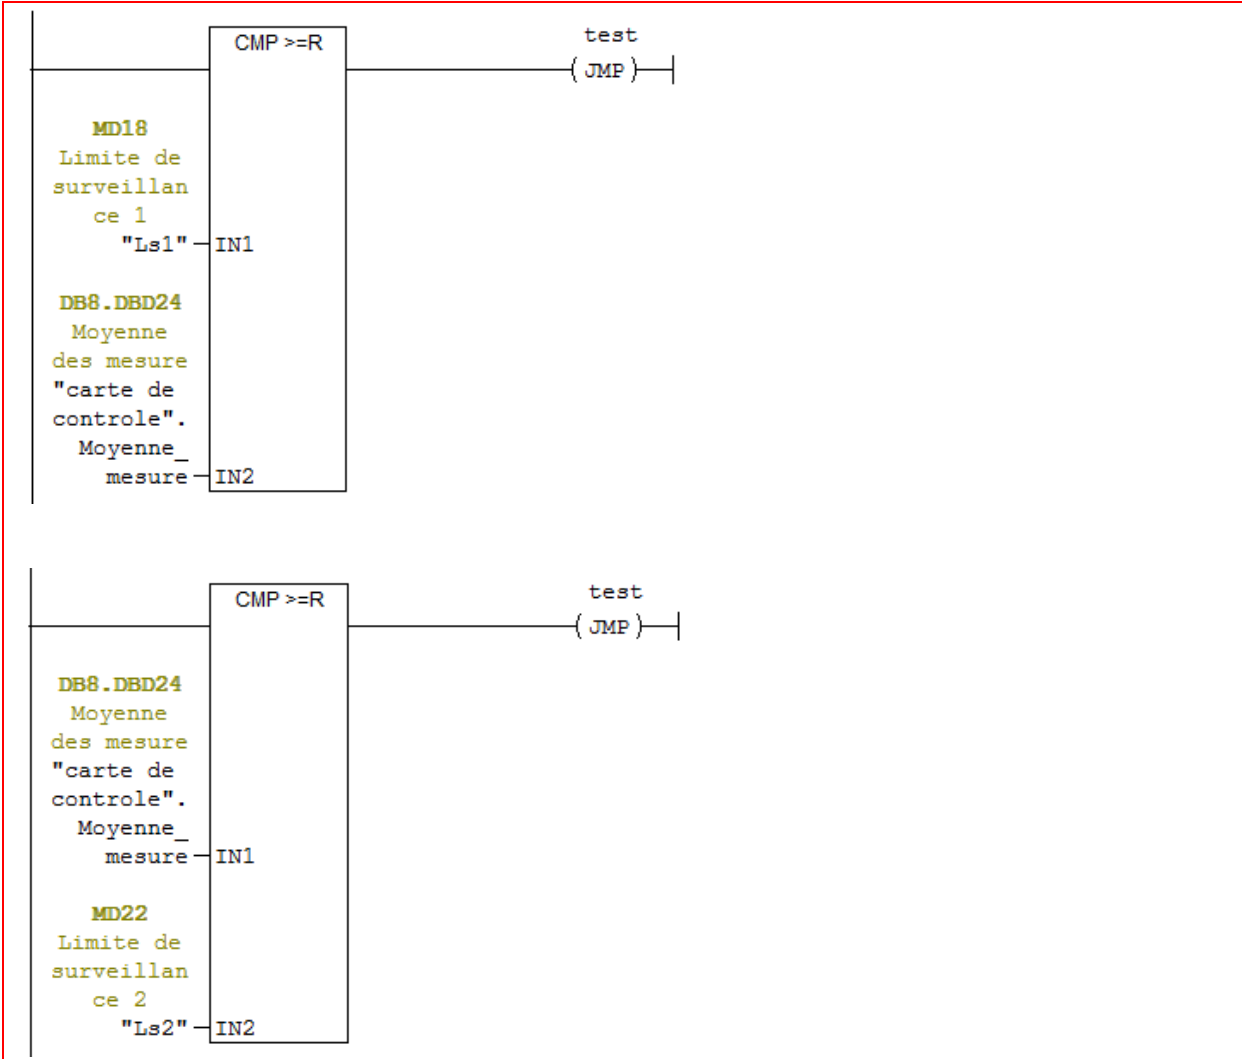 CMP >=R
test
JMP
MD18
Limite de
surveillan
ce 1
"Ls1"
IN1
DB8.DBD24
Moyenne
des mesure
"carte de
controle".
Moyenne_
mesure
IN2
CMP >=R
test
JMP
DB8.DBD24
Moyenne
des mesure
"carte de
controle".
Moyenne_
mesure
IN1
MD22
Limite de
surveillan
ce 2
"Ls2"
IN2